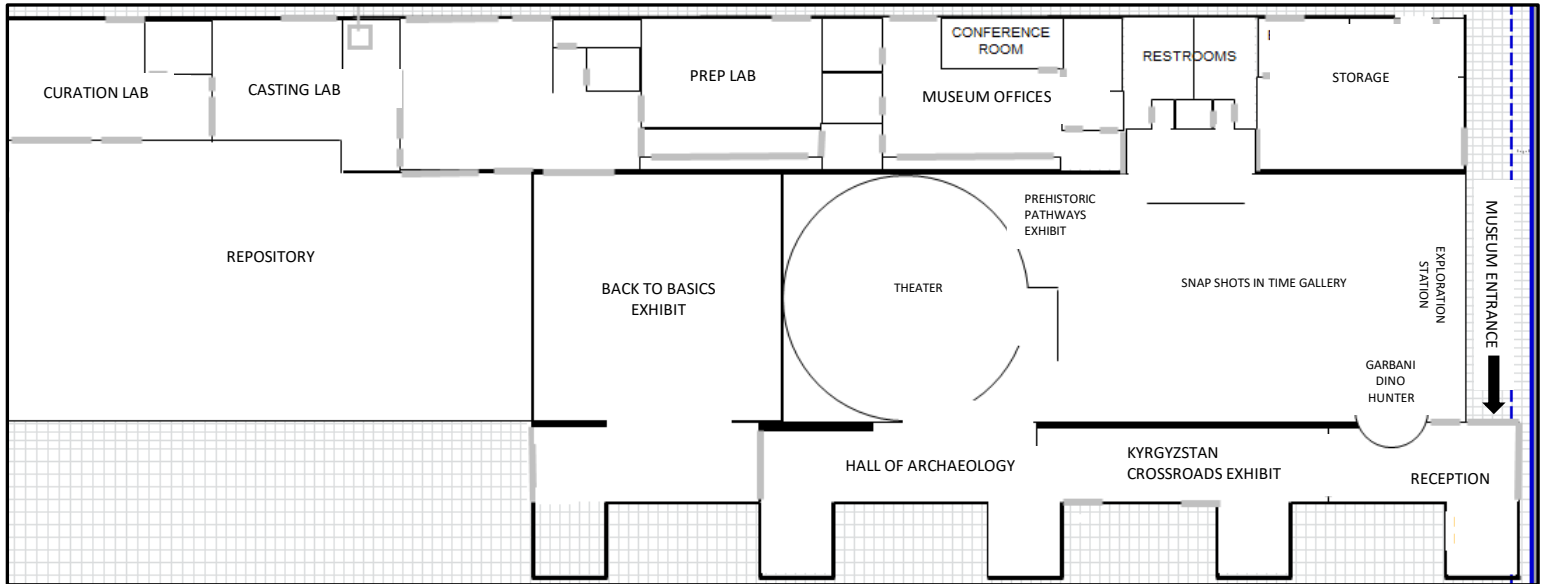 CONFERENCE
ROOM
RESTROOMS
PREP LAB
STORAGE
CURATION LAB
CASTING LAB
MUSEUM OFFICES
PREHISTORIC
PATHWAYS
EXHIBIT
MUSEUM ENTRANCE
REPOSITORY
BACK TO BASICS
EXHIBIT
THEATER
SNAP SHOTS IN TIME GALLERY
EXPLORATION
STATION
GARBANI
DINO
HUNTER
HALL OF ARCHAEOLOGY
KYRGYZSTAN
CROSSROADS EXHIBIT
RECEPTION